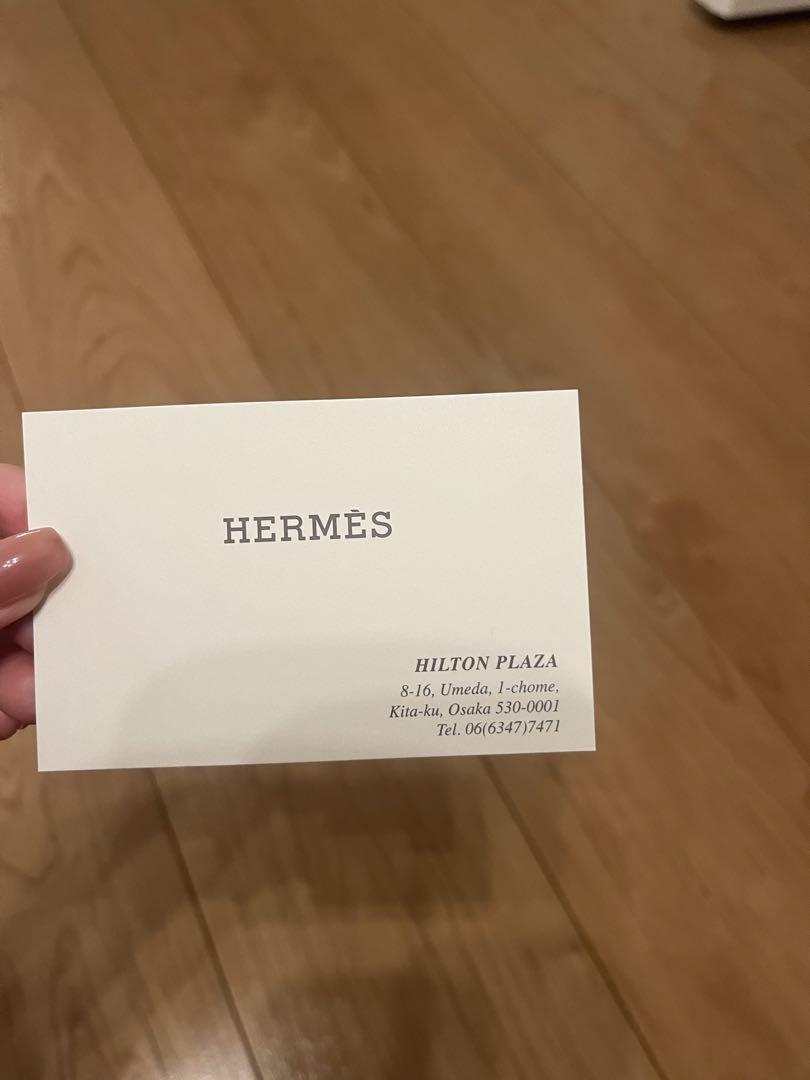 HERMÈS
HILTON PLAZA
8-16, Umeda, 1-chome,
Kita-ku, Osaka 530-0001
Tel. 06(6347)7471